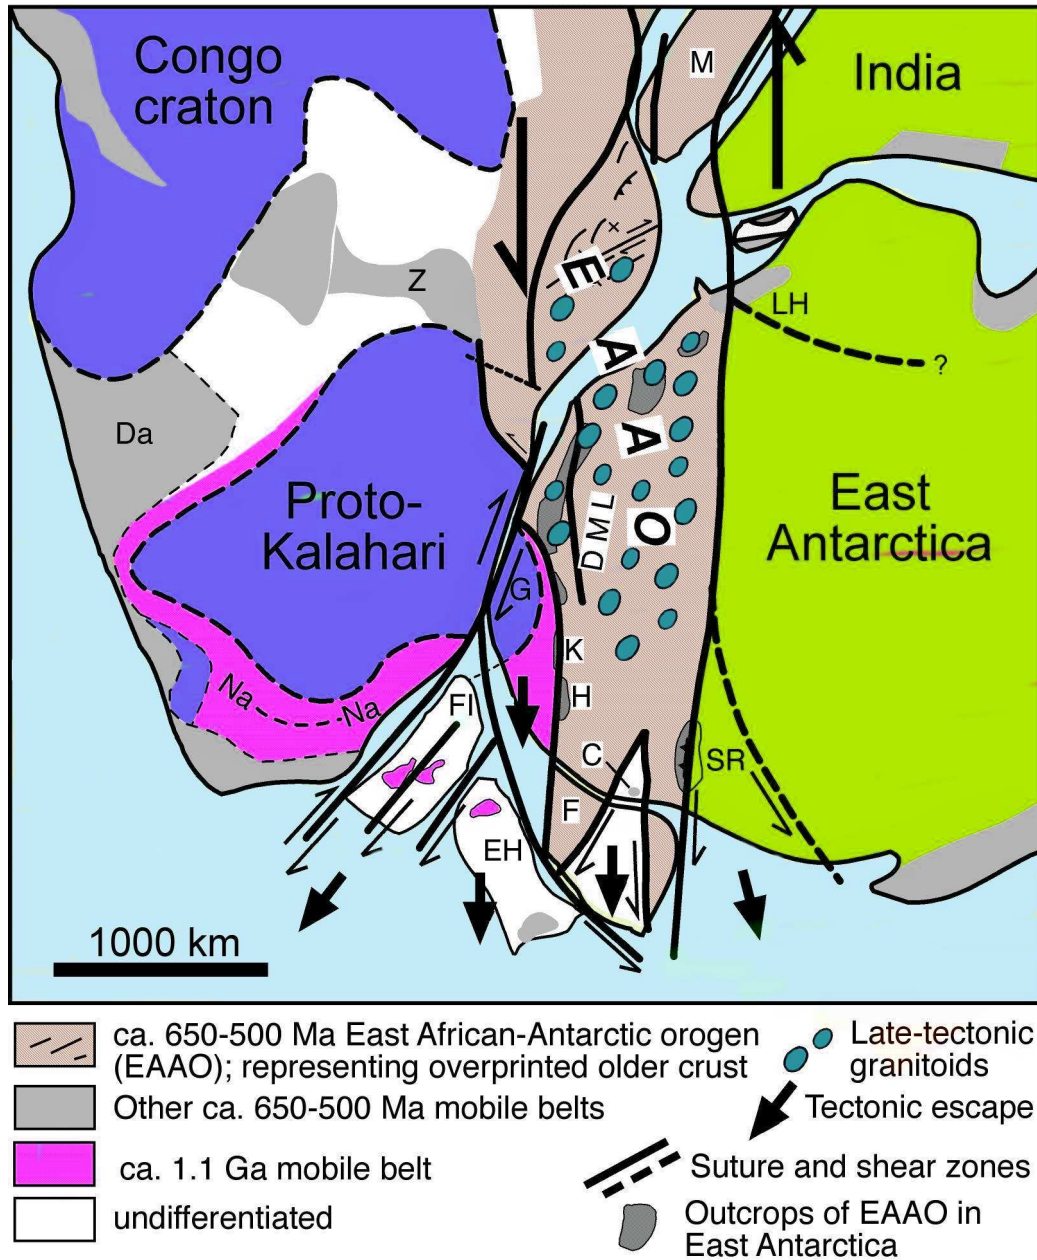 Congo
craton
M
India
E
Z
LH
?
A
Da
A
Proto-
Kalahari
East
Antarctica
O
DML
G
K
Na
Na
FI
H
C
SR
F
EH
1000 km
ca. 650-500 Ma East African-Antarctic orogen
(EAAO); representing overprinted older crust
Other ca. 650-500 Ma mobile belts
ca. 1.1 Ga mobile belt
undifferentiated
Late-tectonic
granitoids
Tectonic escape
Suture and shear zones
Outcrops of EAAO in
East Antarctica